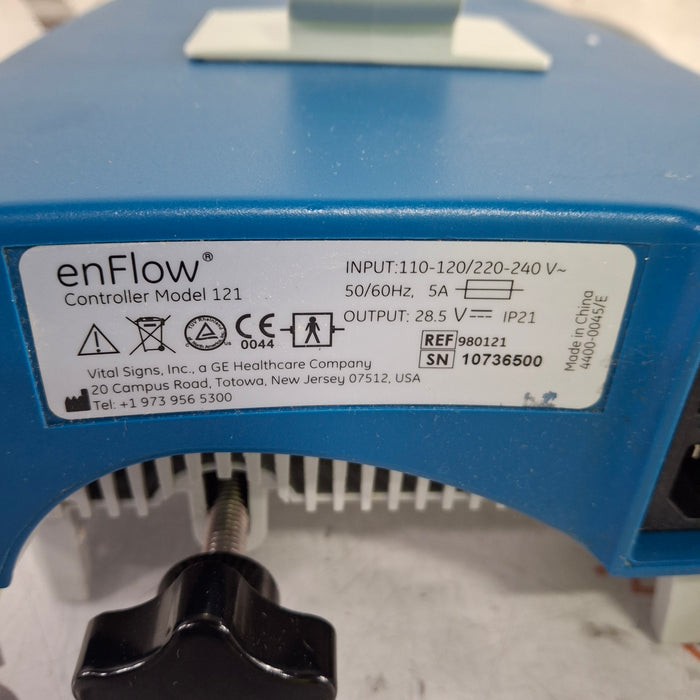 enFlow®
Controller Model 121
INPUT:110-120/220-240 V~
50/60Hz, 5A
OUTPUT: 28.5 V⎓ IP21
CE
0044
REF 980121
SN 10736500
Vital Signs, Inc., a GE Healthcare Company
20 Campus Road, Totowa, New Jersey 07512, USA
Tel: +1 973 956 5300
Made in China
4400-0045/E